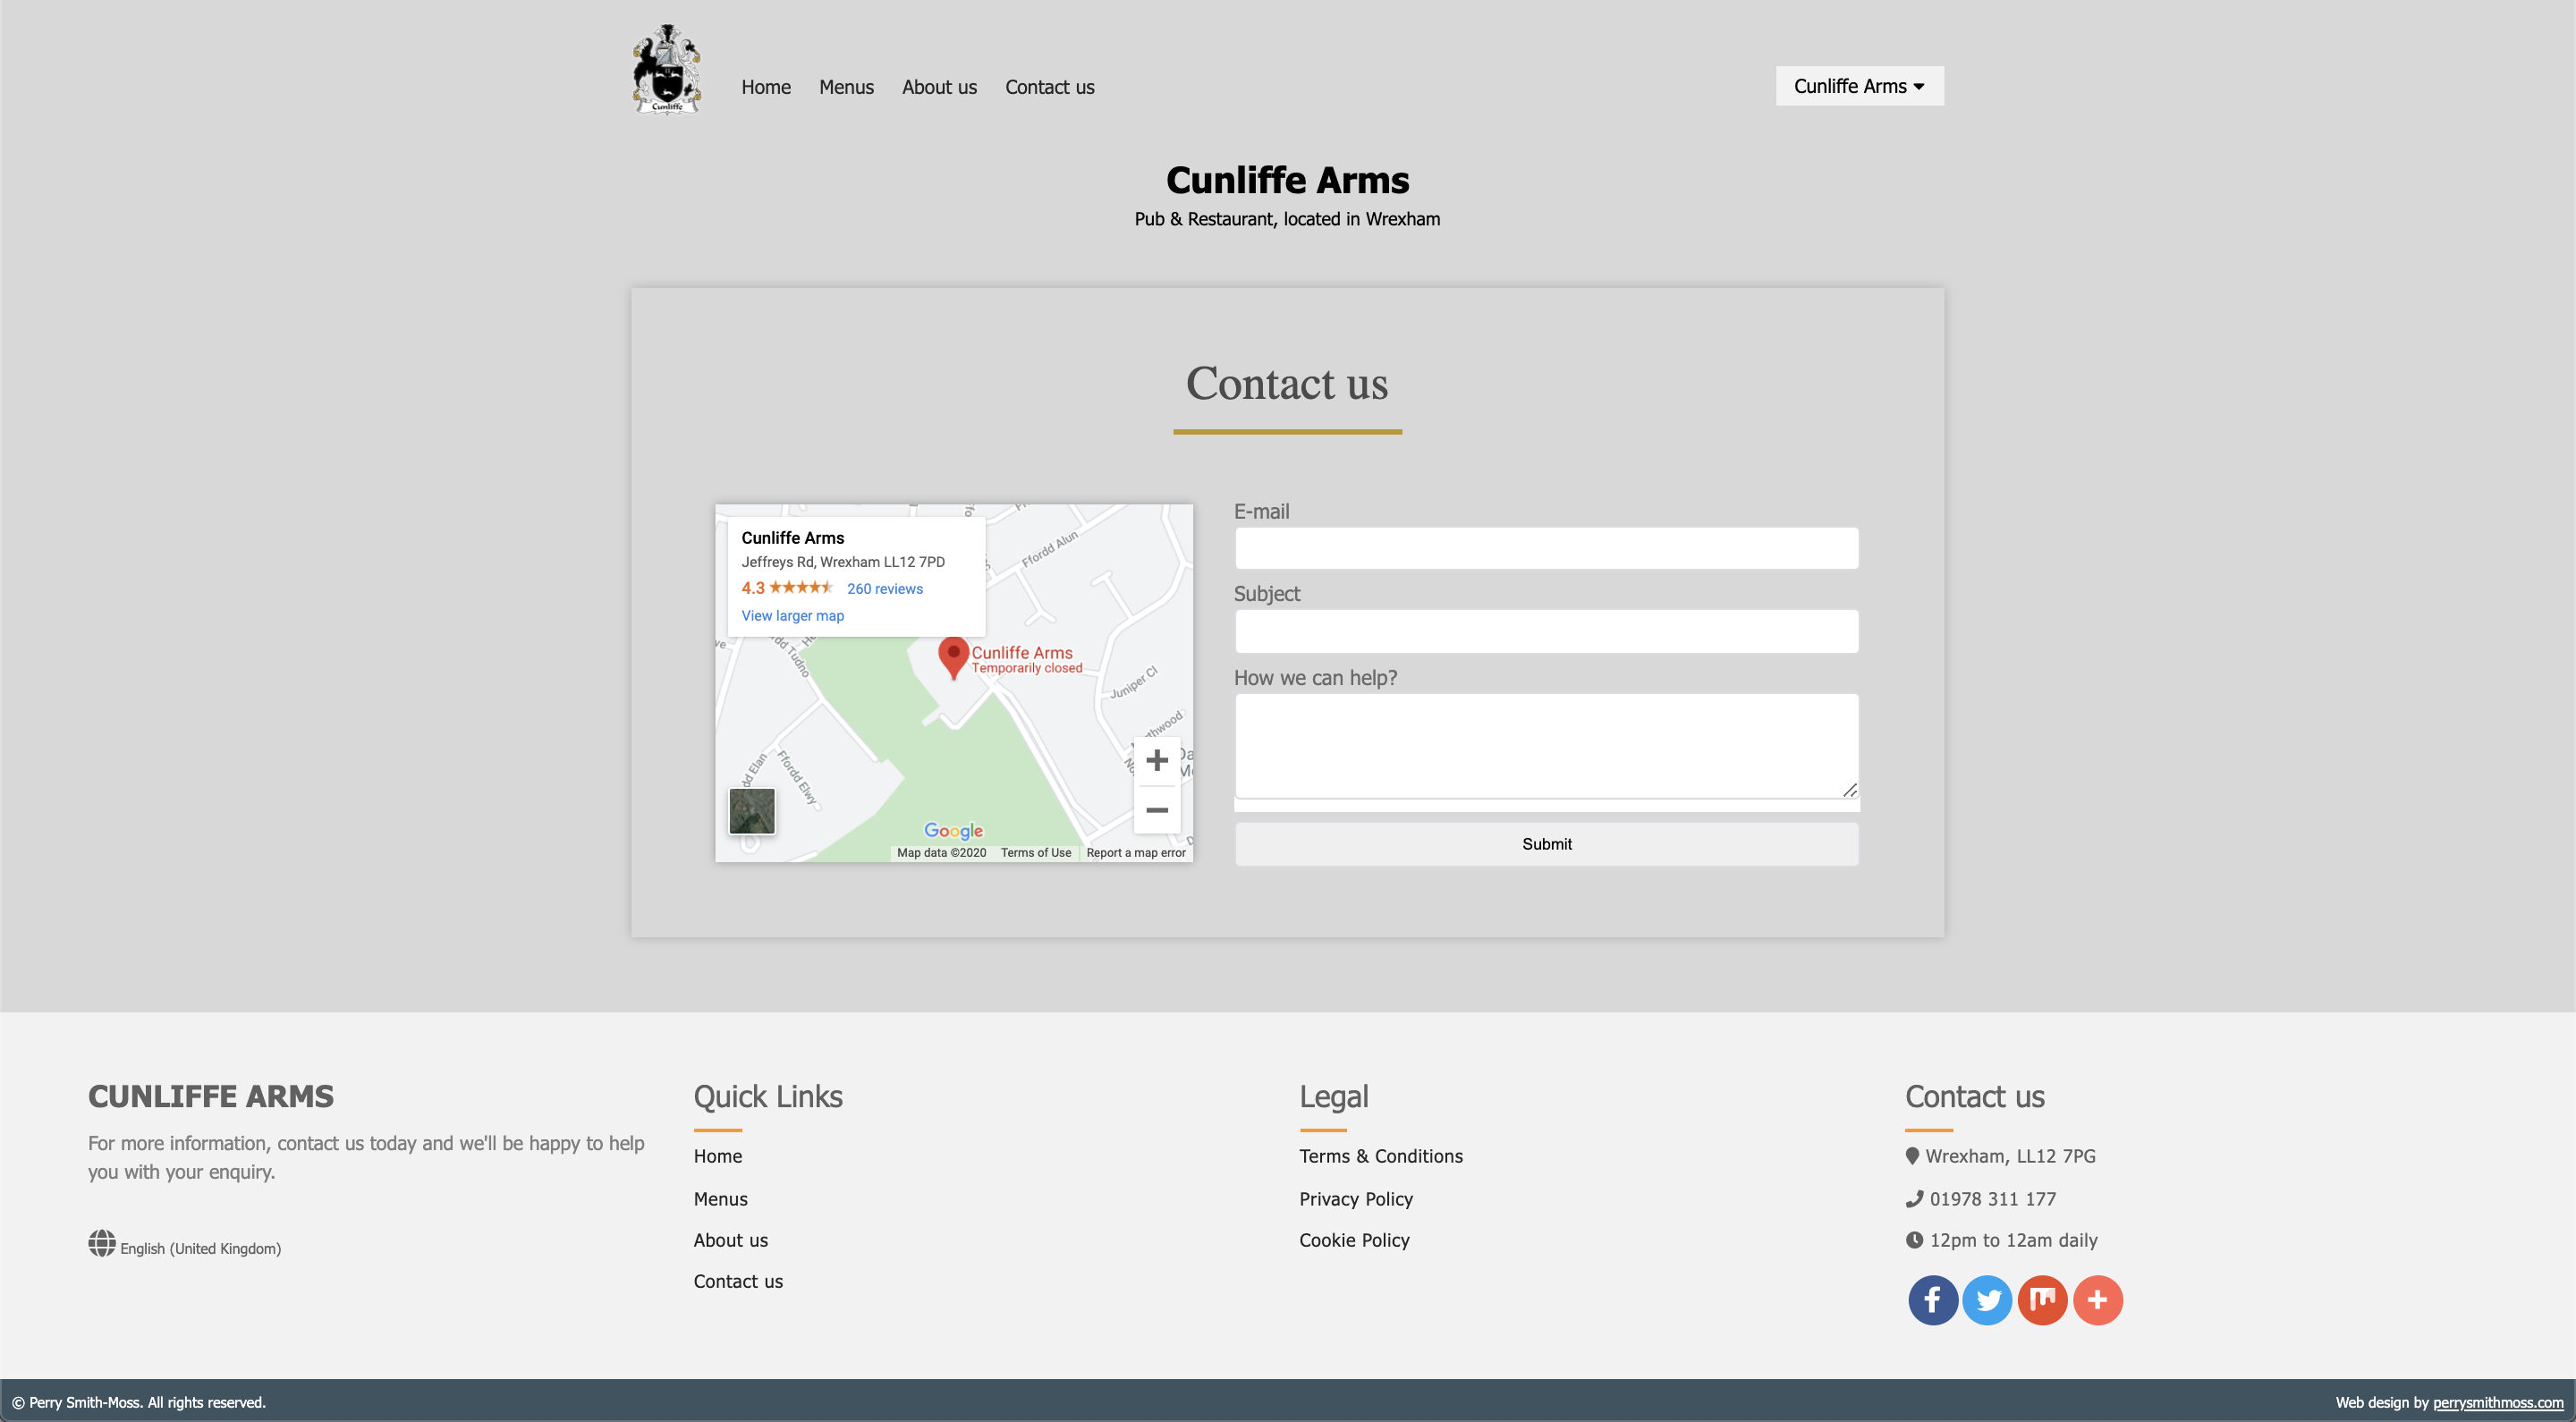 Cunliffe
Home Menus About us Contact us
Cunliffe Arms
Cunliffe Arms
Pub & Restaurant, located in Wrexham
Contact us
Cunliffe Arms
Jeffreys Rd, Wrexham LL12 7PD
4.3 260 reviews
View larger map
Ffordd Alun
Cunliffe Arms
Temporarily closed
Juniper Cl
Ffordd Elwy
Google
Map data ©2020 Terms of Use Report a map error
E-mail
Subject
How we can help?
Submit
CUNLIFFE ARMS
For more information, contact us today and we'll be happy to help
you with your enquiry.
English (United Kingdom)
Quick Links
Home
Menus
About us
Contact us
Legal
Terms & Conditions
Privacy Policy
Cookie Policy
Contact us
Wrexham, LL12 7PG
01978 311 177
12pm to 12am daily
© Perry Smith-Moss. All rights reserved.
Web design by perrysmithmoss.com